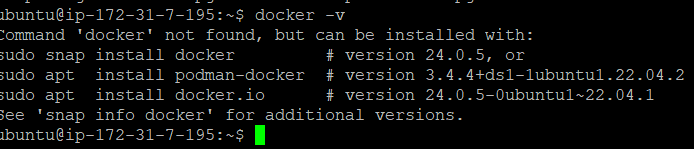 ubuntu@ip-172-31-7-195:~$ docker -v
Command 'docker' not found, but can be installed with:
sudo snap install docker         # version 24.0.5, or
sudo apt  install podman-docker  # version 3.4.4+ds1-1ubuntu1.22.04.2
sudo apt  install docker.io      # version 24.0.5-0ubuntu1~22.04.1
See 'snap info docker' for additional versions.
ubuntu@ip-172-31-7-195:~$